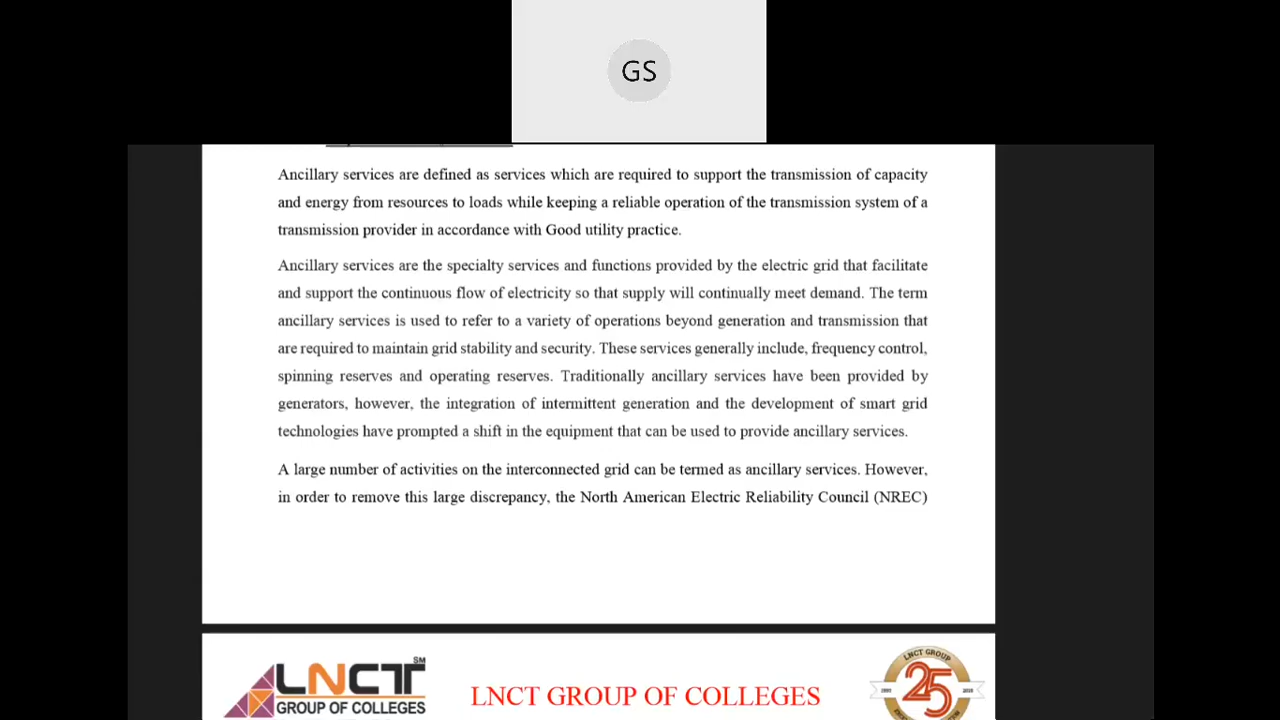 GS
Ancillary services are defined as services which are required to support the transmission of capacity
and energy from resources to loads while keeping a reliable operation of the transmission system of a
transmission provider in accordance with Good utility practice.
Ancillary services are the specialty services and functions provided by the electric grid that facilitate
and support the continuous flow of electricity so that supply will continually meet demand. The term
ancillary services is used to refer to a variety of operations beyond generation and transmission that
are required to maintain grid stability and security. These services generally include, frequency control,
spinning reserves and operating reserves. Traditionally ancillary services have been provided by
generators, however, the integration of intermittent generation and the development of smart grid
technologies have prompted a shift in the equipment that can be used to provide ancillary services.
A large number of activities on the interconnected grid can be termed as ancillary services. However,
in order to remove this large discrepancy, the North American Electric Reliability Council (NREC)
LNCT SM
GROUP OF COLLEGES
LNCT GROUP OF COLLEGES
LNCT GROUP
25